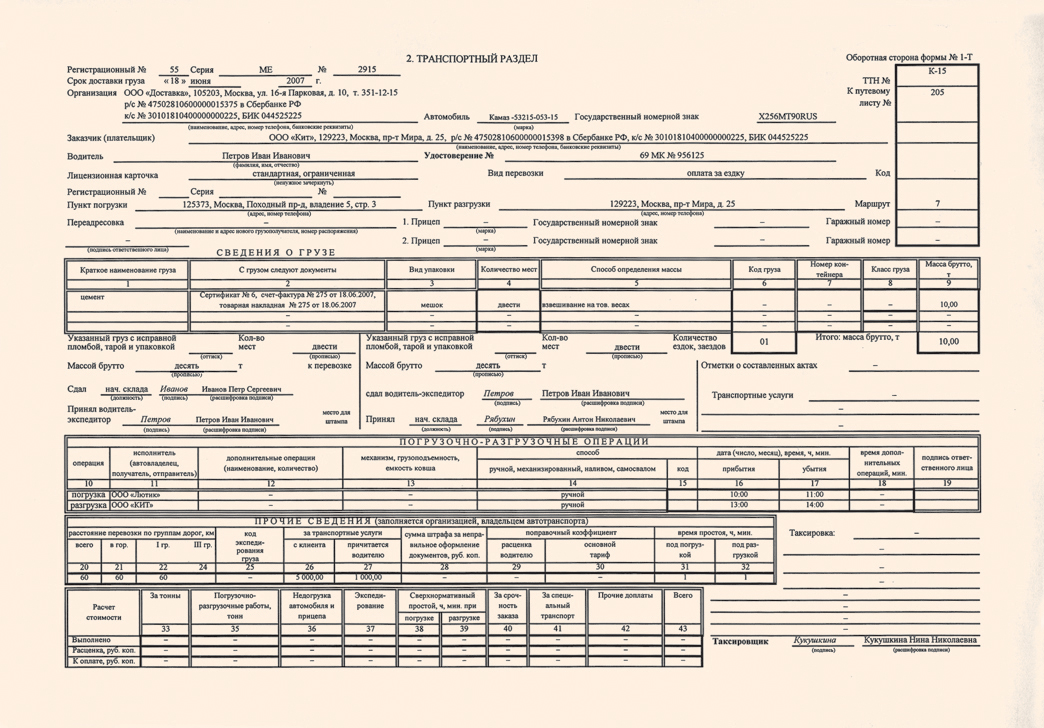 2. ТРАНСПОРТНЫЙ РАЗДЕЛ
Оборотная сторона формы № 1-Т
Регистрационный № 55 Серия МЕ № 2915
К-15
Срок доставки груза « 18 » июня 2007 г.
ТТН №
Организация ООО «Доставка», 105203, Москва, ул. 16-я Парковая, д. 10, т. 351-12-15
К путевому 205
р/с № 47502810600000015375 в Сбербанке РФ
листу №
к/с № 30101810400000000225, БИК 044525225 Автомобиль Камаз -53215-053-15 Государственный номерной знак Х256МТ90RUS
(наименование, адрес, номер телефона, банковские реквизиты) (марка)
Заказчик (плательщик) ООО «Кит», 129223, Москва, пр-т Мира, д. 25, р/с № 47502810600000015398 в Сбербанке РФ, к/с № 30101810400000000225, БИК 044525225
(наименование, адрес, номер телефона, банковские реквизиты)
Водитель Петров Иван Иванович Удостоверение № 69 МК № 956125
(фамилия, имя, отчество)
Лицензионная карточка стандартная, ограниченная Вид перевозки оплата за ездку Код
(ненужное зачеркнуть)
Регистрационный № Серия №
Пункт погрузки 125373, Москва, Походный пр-д, владение 5, стр. 3 Пункт разгрузки 129223, Москва, пр-т Мира, д. 25 Маршрут 7
(адрес, номер телефона) (адрес, номер телефона)
Переадресовка – 1. Прицеп – Государственный номерной знак – Гаражный номер –
(наименование и адрес нового грузополучателя, номер распоряжения) (марка)
– 2. Прицеп – Государственный номерной знак – Гаражный номер –
(подпись ответственного лица) (марка)
СВЕДЕНИЯ О ГРУЗЕ
Краткое наименование груза С грузом следуют документы Вид упаковки Количество мест Способ определения массы Код груза Номер кон-тейнера Класс груза Масса брутто, т
1 2 3 4 5 6 7 8 9
цемент Сертификат № 6, счет-фактура № 275 от 18.06.2007,
товарная накладная № 275 от 18.06.2007 мешок двести взвешивание на тов. весах – – – 10,00
– – – – – – – –
– – – – – – – –
Указанный груз с исправной Кол-во Указанный груз с исправной Кол-во Количество 01 Итого: масса брутто, т 10,00
пломбой, тарой и упаковкой мест двести пломбой, тарой и упаковкой мест двести ездок, заездов
(оттиск) (прописью) (оттиск) (прописью)
Массой брутто десять т к перевозке Массой брутто десять т Отметки о составленных актах –
(прописью) (прописью)
Сдал нач. склада Иванов Иванов Петр Сергеевич сдал водитель-экспедитор Петров Петров Иван Иванович Транспортные услуги –
(должность) (подпись) (расшифровка подписи) (подпись) (расшифровка подписи)
Принял водитель- место для место для –
экспедитор Петров Петров Иван Иванович штампа Принял нач. склада Рябухин Рябухин Антон Николаевич штампа –
(подпись) (расшифровка подписи) (должность) (подпись) (расшифровка подписи)
ПОГРУЗОЧНО-РАЗГРУЗОЧНЫЕ ОПЕРАЦИИ
операция исполнитель (автовладец, получатель, отправитель) дополнительные операции (наименование, количество) механизм, грузоподъемность, емкость ковша способ дата (число, месяц), время, ч, мин. время допол-нительных операций, мин. подпись ответ-ственного лица
ручной, механизированный, наливом, самосвалом код прибытия убытия
10 11 12 13 14 15 16 17 18 19
погрузка ООО «Лютик» – – ручной 10:00 11:00 –
разгрузка ООО «КИТ» – – ручной 13:00 14:00 –
ПРОЧИЕ СВЕДЕНИЯ (заполняется организацией, владельцем автотранспорта)
расстояние перевозки по группам дорог, км код экспеди-рования груза за транспортные услуги сумма штрафа за непра-вильное оформление документов, руб. коп. поправочный коэффициент время простоя, ч, мин. Таксировка: –
всего в гор. I гр. III гр. с клиента причитается водителю расценка водителю основной тариф под погруз-кой под раз-грузкой –
20 21 22 24 25 26 27 28 29 30 31 32 –
60 60 60 – 5 000,00 1 000,00 – – – 1 1 –
Расчет стоимости За тонны Погрузочно-разгрузочные работы, тонн Недогрузка автомобиля и прицепа Экспеди-рование Сверхнормативный простой, ч, мин. при За сроч-ность заказа За специ-альный транспорт Прочие доплаты Всего –
погрузке разгрузке –
33 35 36 37 38 39 40 41 42 43 –
Выполнено – – – – – – – – – – Таксировщик Кукушкина Кукушкина Нина Николаевна
Расценка, руб. коп. – – – – – – – – – – (подпись) (расшифровка подписи)
К оплате, руб. коп. – – – – – – – – – –